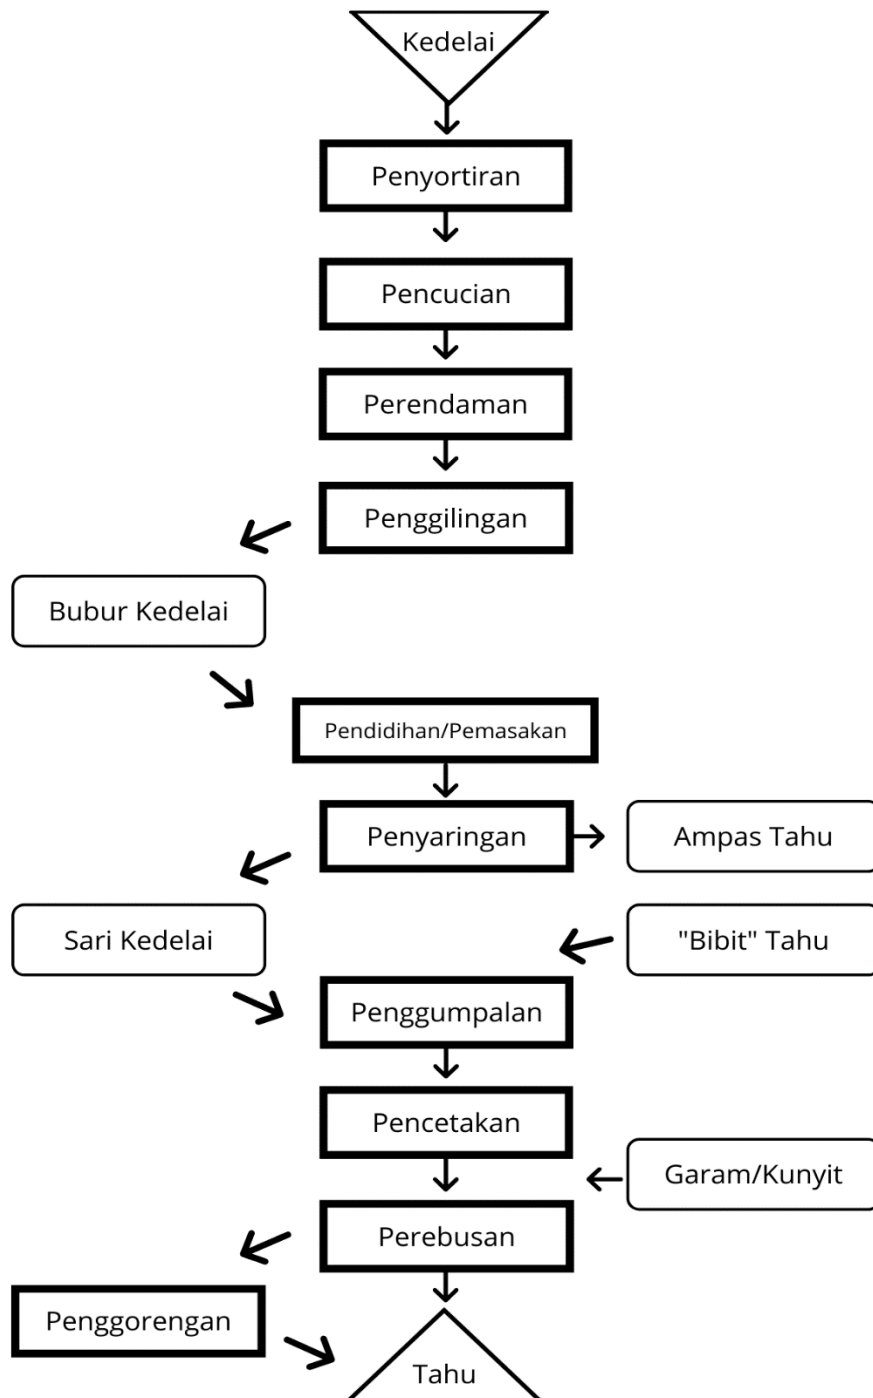 Kedelai
Penyortiran
Pencucian
Perendaman
Penggilingan
Bubur Kedelai
Pendidihan/Pemasakan
Penyaringan
Ampas Tahu
Sari Kedelai
"Bibit" Tahu
Penggumpalan
Pencetakan
Garam/Kunyit
Perebusan
Penggorengan
Tahu